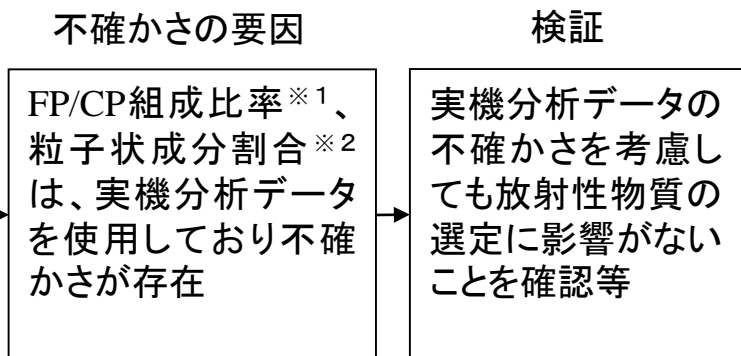 不確かさの要因
FP/CP組成比率※1、
粒子状成分割合※2
は、実機分析データ
を使用しており不確
かさが存在
検証
実機分析データの
不確かさを考慮し
ても放射性物質の
選定に影響がない
ことを確認等